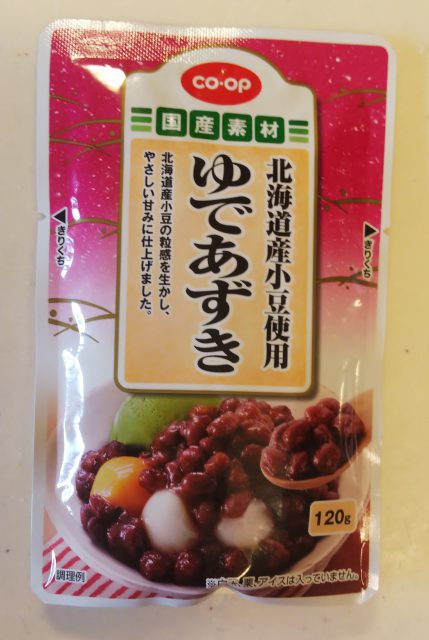 CO·OP
国産素材
北海道産小豆使用
ゆであずき
北海道産小豆の粒感を生かし、
やさしい甘みに仕上げました。
きりくち
きりくち
120g
調理例
栗、アイスは入っていません。